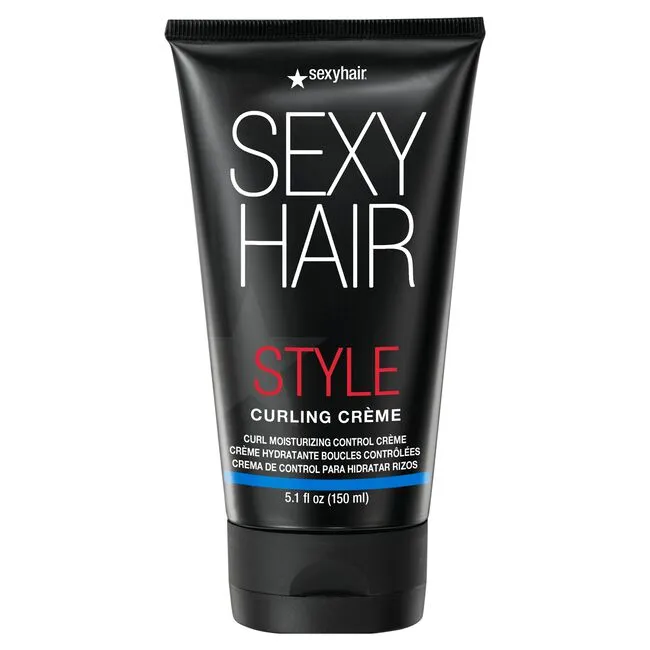 sexyhair.
SEXY
HAIR
STYLE
CURLING CRÈME
CURL MOISTURIZING CONTROL CRÈME
CRÈME HYDRATANTE BOUCLES CONTRÔLÉES
CREMA DE CONTROL PARA HIDRATAR RIZOS
5.1 fl oz (150 ml)